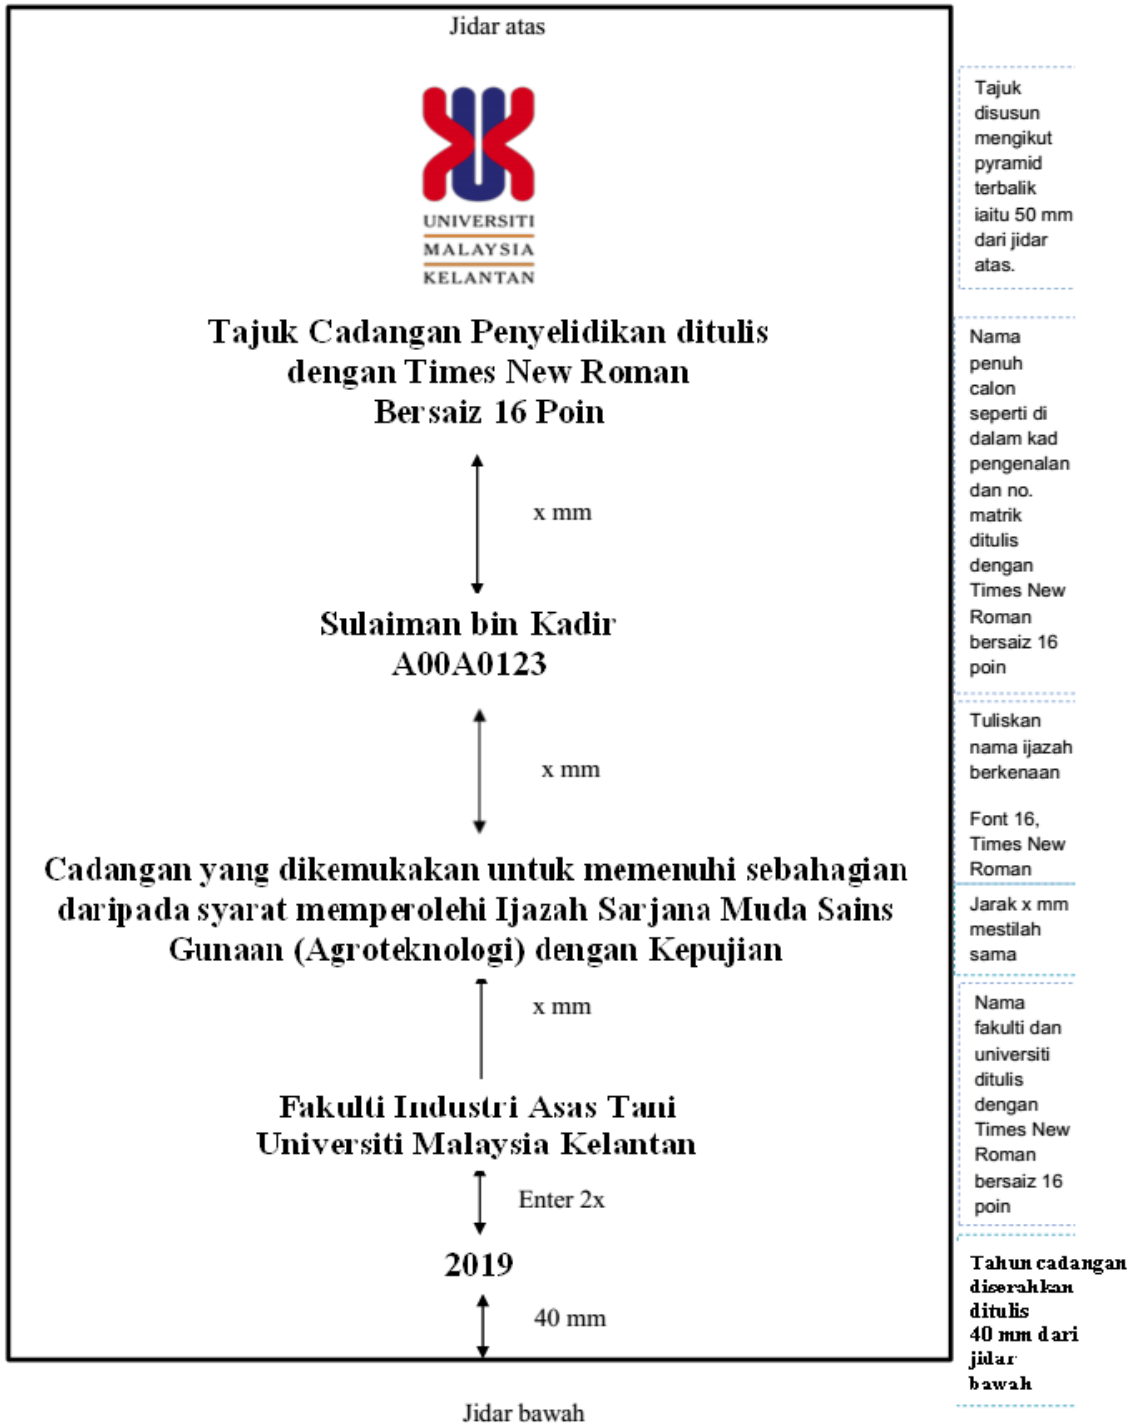 Jidar atas
UNIVERSITI
MALAYSIA
KELANTAN
Tajuk Cadangan Penyelidikan ditulis
dengan Times New Roman
Bersaiz 16 Poin
x mm
Sulaiman bin Kadir
A00A0123
x mm
Cadangan yang dikemukakan untuk memenuhi sebahagian
daripada syarat memperolehi Ijazah Sarjana Muda Sains
Gunaan (Agroteknologi) dengan Kepujian
x mm
Fakulti Industri Asas Tani
Universiti Malaysia Kelantan
Enter 2x
2019
40 mm
Jidar bawah
Tajuk
disusun
mengikut
pyramid
terbalik
iaitu 50 mm
dari jidar
atas.
Nama
penuh
calon
seperti di
dalam kad
pengenalan
dan no.
matrik
ditulis
dengan
Times New
Roman
bersaiz 16
poin
Tuliskan
nama ijazah
berkenaan
Font 16,
Times New
Roman
Jarak x mm
mestilah
sama
Nama
fakulti dan
universiti
ditulis
dengan
Times New
Roman
bersaiz 16
poin
Tahun cadangan
diserahkan
ditulis
40 mm dari
jidar
bawah